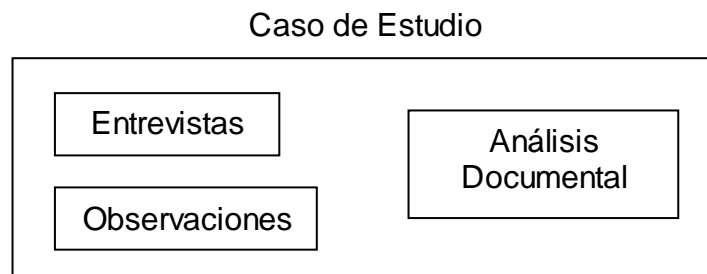 Caso de Estudio
Entrevistas
Análisis
Documental
Observaciones